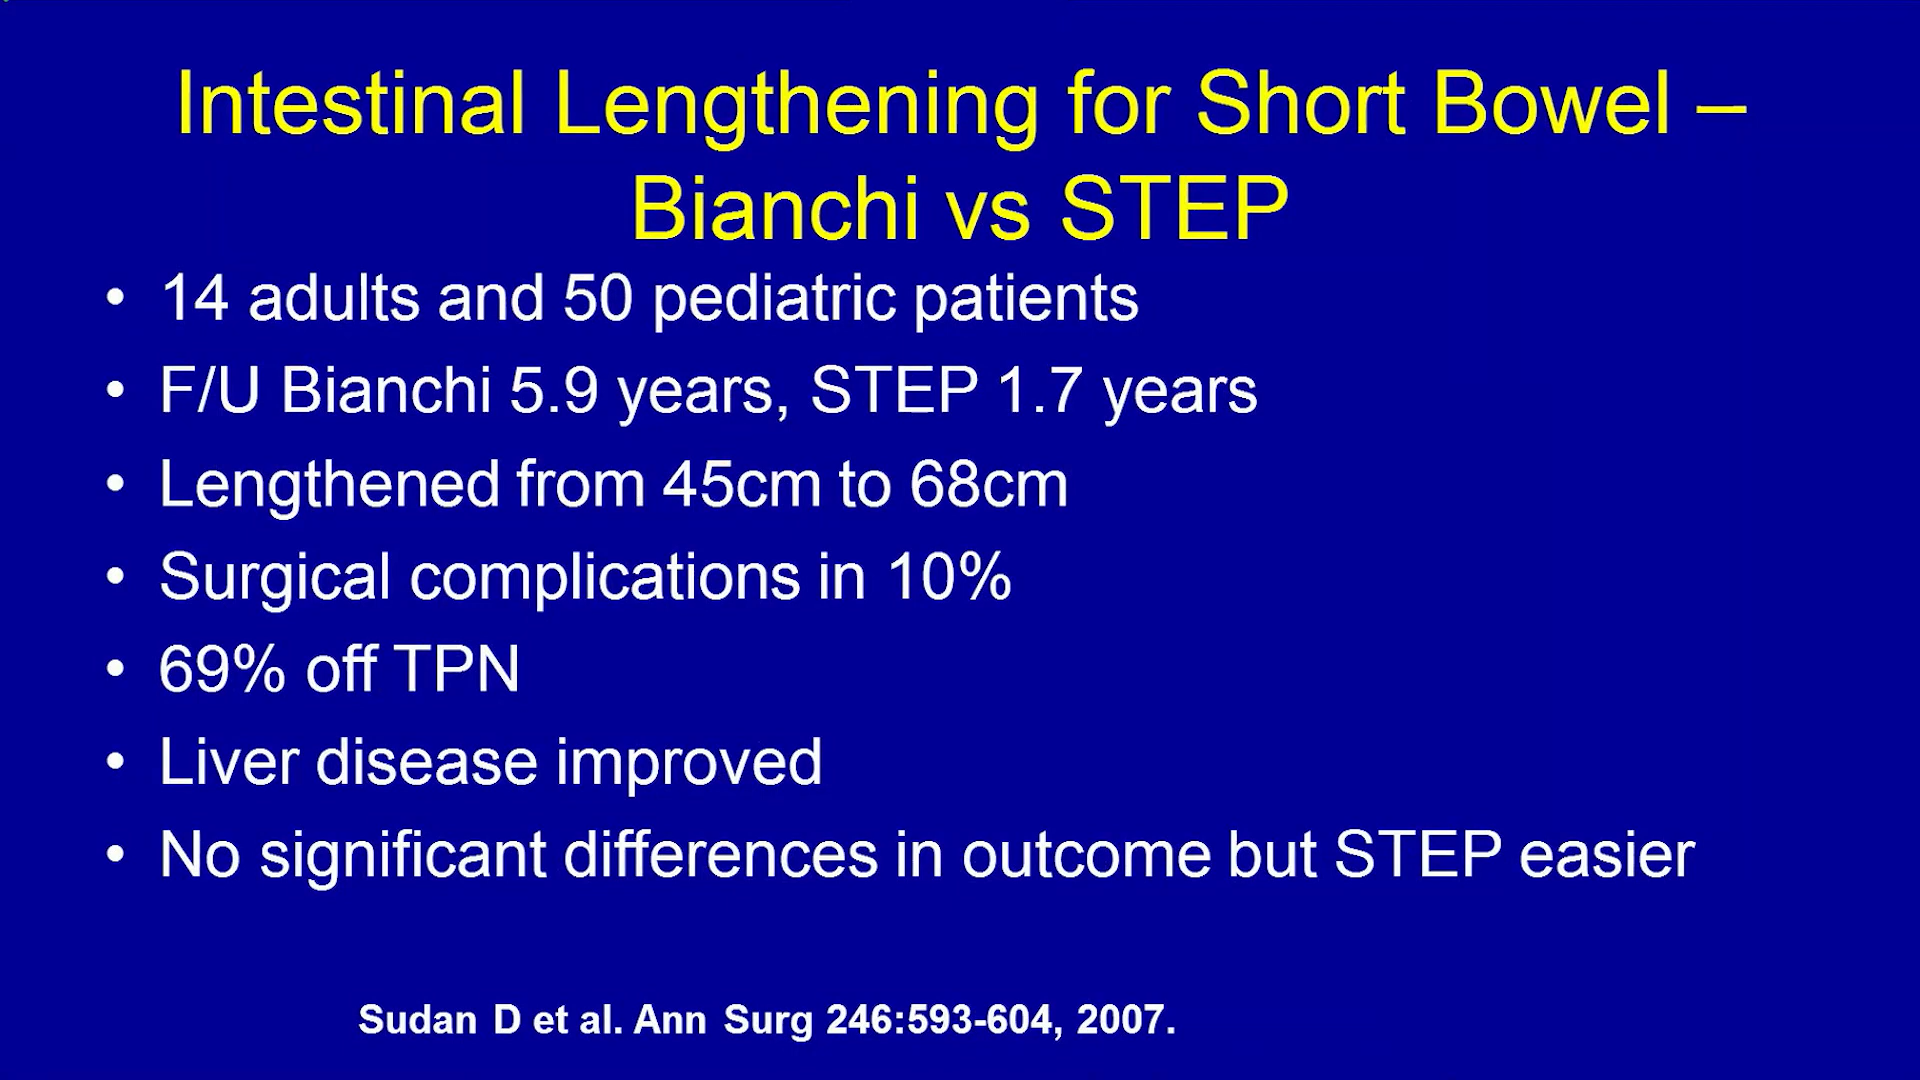 Intestinal Lengthening for Short Bowel –
Bianchi vs STEP
• 14 adults and 50 pediatric patients
• F/U Bianchi 5.9 years, STEP 1.7 years
• Lengthened from 45cm to 68cm
• Surgical complications in 10%
• 69% off TPN
• Liver disease improved
• No significant differences in outcome but STEP easier
Sudan D et al. Ann Surg 246:593-604, 2007.